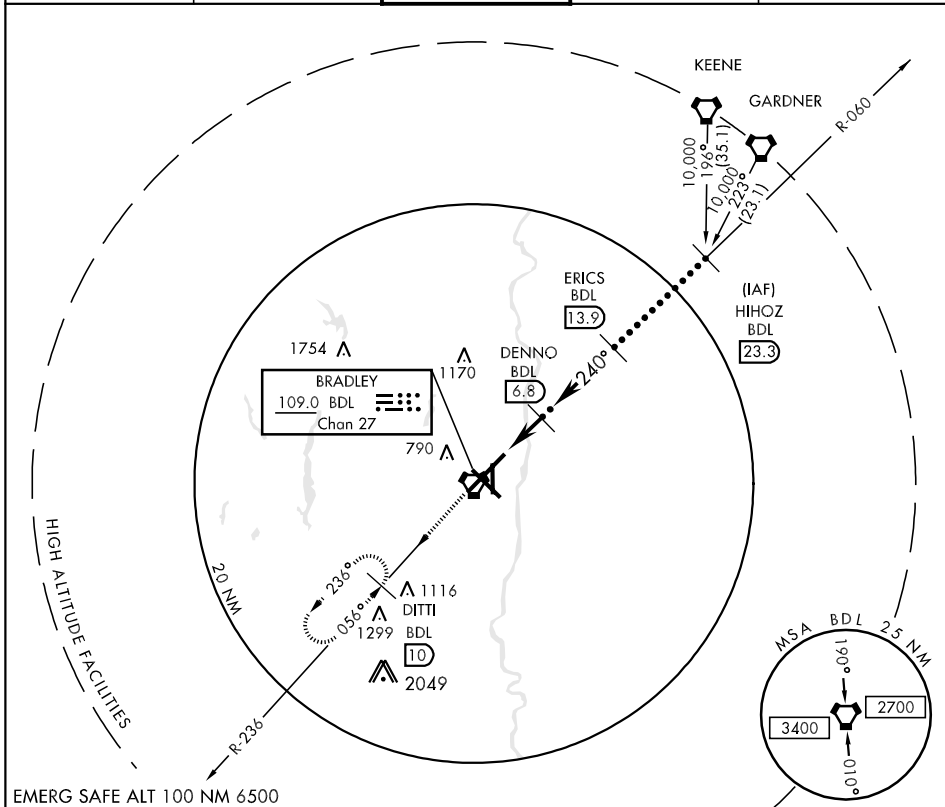 KEENE
GARDNER
R-060
10,000
196°
(35.1)
10,000
223°
(23.1)
ERICS
BDL
13.9
(IAF)
HIHOZ
BDL
23.3
DENNO
BDL
6.8
240°
1754
1170
BRADLEY
109.0 BDL
Chan 27
790
HIGH ALTITUDE FACILITIES
20 NM
236°
056°
1116
1299
DITTI
BDL
10
2049
R-236
MSA BDL 25 NM
190°
2700
3400
010°
EMERG SAFE ALT 100 NM 6500